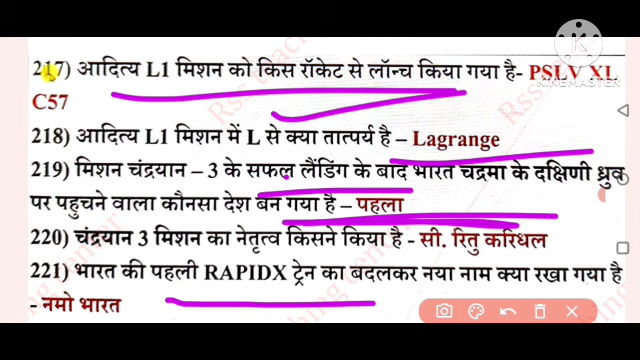 217) आदित्य L1 मिशन को किस रॉकेट से लॉन्च किया गया है- PSLV XL
C57
218) आदित्य L1 मिशन में L से क्या तात्पर्य है – Lagrange
219) मिशन चंद्रयान – 3 के सफल लैंडिंग के बाद भारत चद्रमा के दक्षिणी ध्रुव
पर पहुचने वाला कौनसा देश बन गया है – पहला
220) चंद्रयान 3 मिशन का नेतृत्व किसने किया है - सी. रितु करिधल
221) भारत की पहली RAPIDX ट्रेन का बदलकर नया नाम क्या रखा गया है
- नमो भारत
KINEMASTER